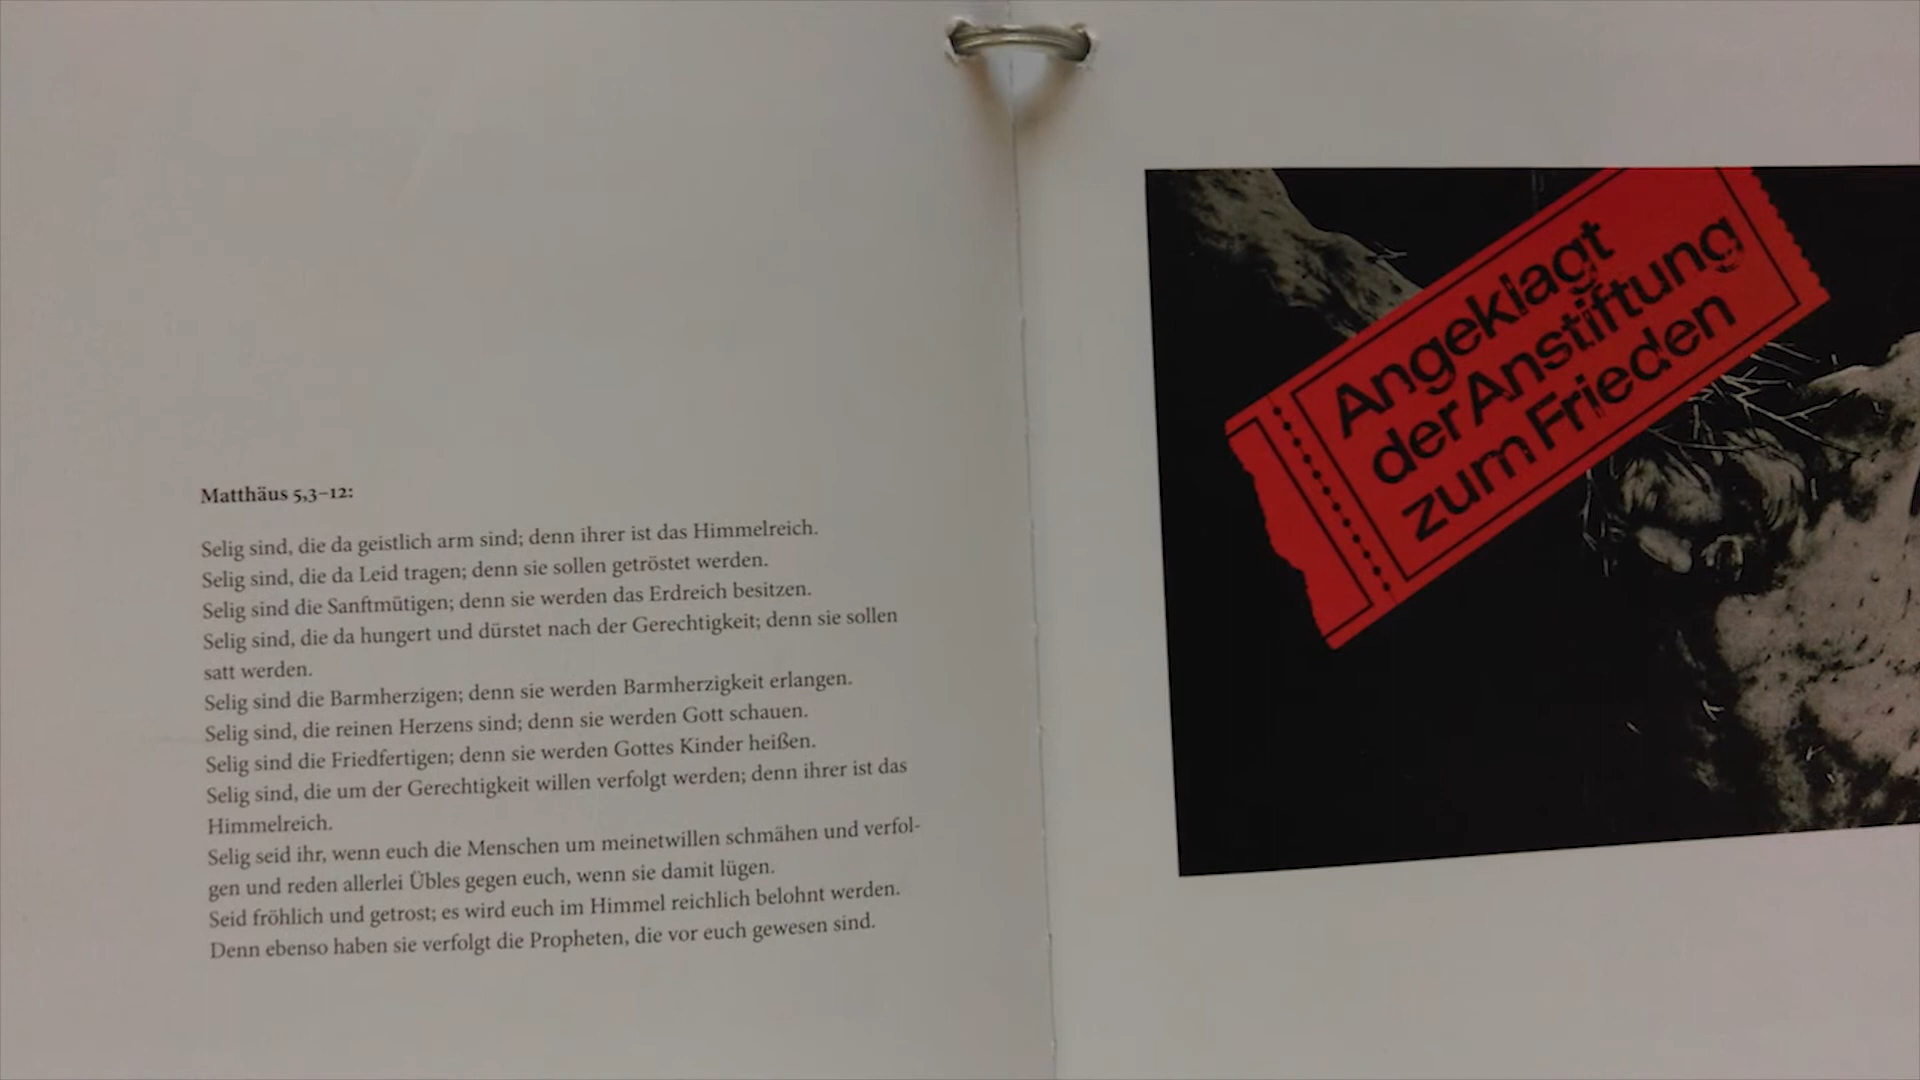 Matthäus 5,3–12:
Selig sind, die da geistlich arm sind; denn ihrer ist das Himmelreich.
Selig sind, die da Leid tragen; denn sie sollen getröstet werden.
Selig sind die Sanftmütigen; denn sie werden das Erdreich besitzen.
Selig sind, die da hungert und dürstet nach der Gerechtigkeit; denn sie sollen
satt werden.
Selig sind die Barmherzigen; denn sie werden Barmherzigkeit erlangen.
Selig sind, die reinen Herzens sind; denn sie werden Gott schauen.
Selig sind die Friedfertigen; denn sie werden Gottes Kinder heißen.
Selig sind, die um der Gerechtigkeit willen verfolgt werden; denn ihrer ist das
Himmelreich.
Selig seid ihr, wenn euch die Menschen um meinetwillen schmähen und verfol-
gen und reden allerlei Übles gegen euch, wenn sie damit lügen.
Seid fröhlich und getrost; es wird euch im Himmel reichlich belohnt werden.
Denn ebenso haben sie verfolgt die Propheten, die vor euch gewesen sind.
Angeklagt
der Anstiftung
zum Frieden